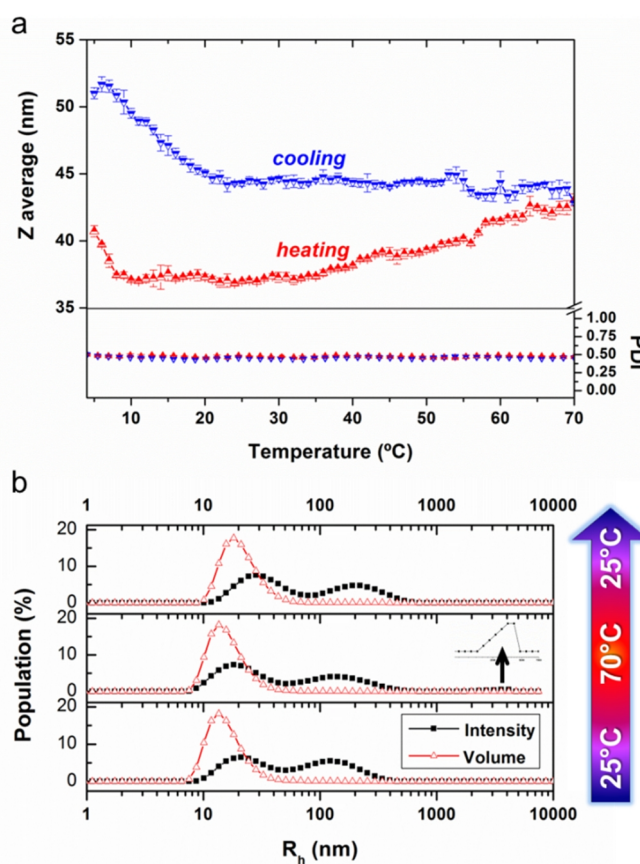 a
55
50
45
40
35
Z average (nm)
cooling
heating
1.00
0.75
0.50
0.25
0.00
PDI
10 20 30 40 50 60 70
Temperature (ºC)
b
1 10 100 1000 10000
20
10
0
20
10
0
20
10
0
Population (%)
Intensity
Volume
1 10 100 1000 10000
Rh (nm)
25°C
70°C
25°C